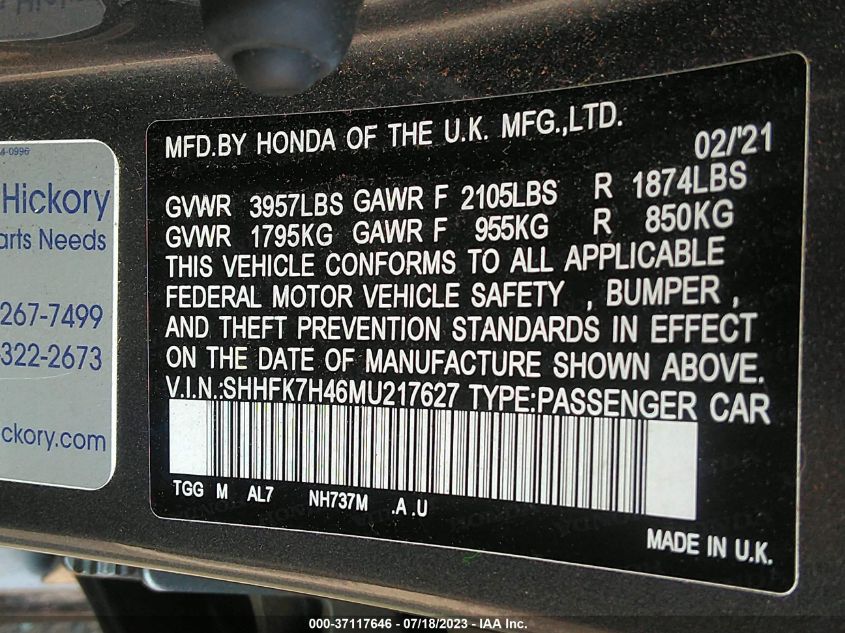 4-0996
Hickory
arts Needs
267-7499
322-2673
ickory.com
MFD.BY HONDA OF THE U.K. MFG.,LTD. 02/'21
GVWR 3957LBS GAWR F 2105LBS R 1874LBS
GVWR 1795KG GAWR F 955KG R 850KG
THIS VEHICLE CONFORMS TO ALL APPLICABLE
FEDERAL MOTOR VEHICLE SAFETY , BUMPER ,
AND THEFT PREVENTION STANDARDS IN EFFECT
ON THE DATE OF MANUFACTURE SHOWN ABOVE.
V.I.N.:SHHFK7H46MU217627 TYPE:PASSENGER CAR
TGG M AL7 NH737M .A .U
MADE IN U.K.
000-37117646 / 07/18/2023 - IAA Inc.